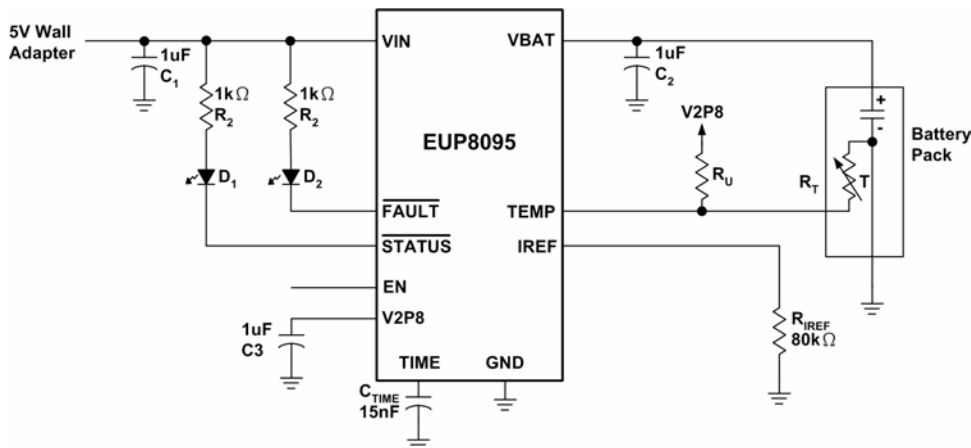 5V Wall
Adapter
1uF
C1
1kΩ
R2
1kΩ
R2
D1
D2
VIN
VBAT
EUP8095
FAULT
STATUS
EN
V2P8
TIME
GND
TEMP
IREF
1uF
C2
V2P8
RU
RT
T
+
-
Battery
Pack
RIREF
80kΩ
1uF
C3
CTIME
15nF